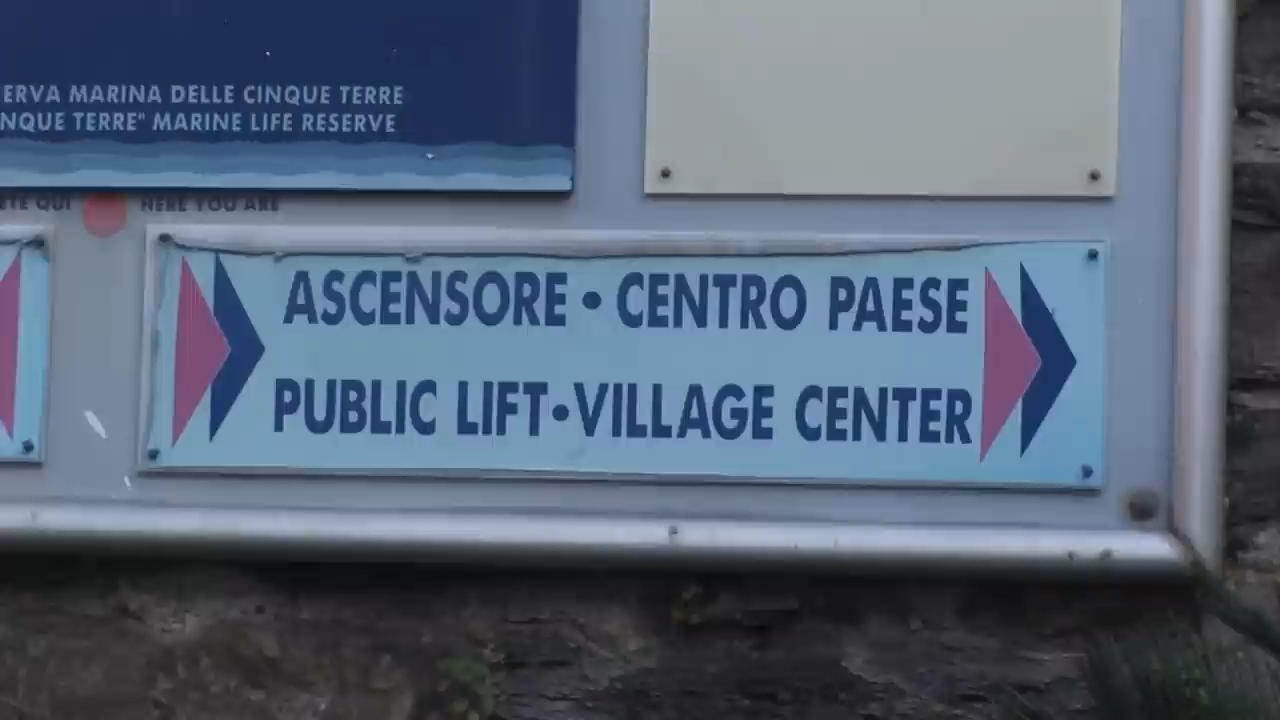 ERVA MARINA DELLE CINQUE TERRE
NQUE TERRE" MARINE LIFE RESERVE
ETE QUI HERE YOU ARE
ASCENSORE • CENTRO PAESE
PUBLIC LIFT•VILLAGE CENTER